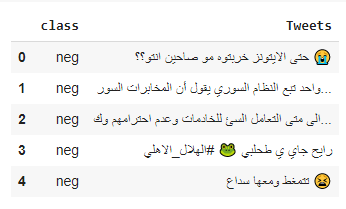 class Tweets
0 neg حتى الايتونز خربتوه مو صاحين انتو؟؟ 😭
1 neg واحد تبع النظام السوري يقول أن المخابرات السور...
2 neg الى متى التعامل السئ للخادمات وعدم احترامهم وك...
3 neg رايح جاي ي طحلبي 🐸 #الهلال_الاهلي
4 neg تتمغط ومعها سداع 😫